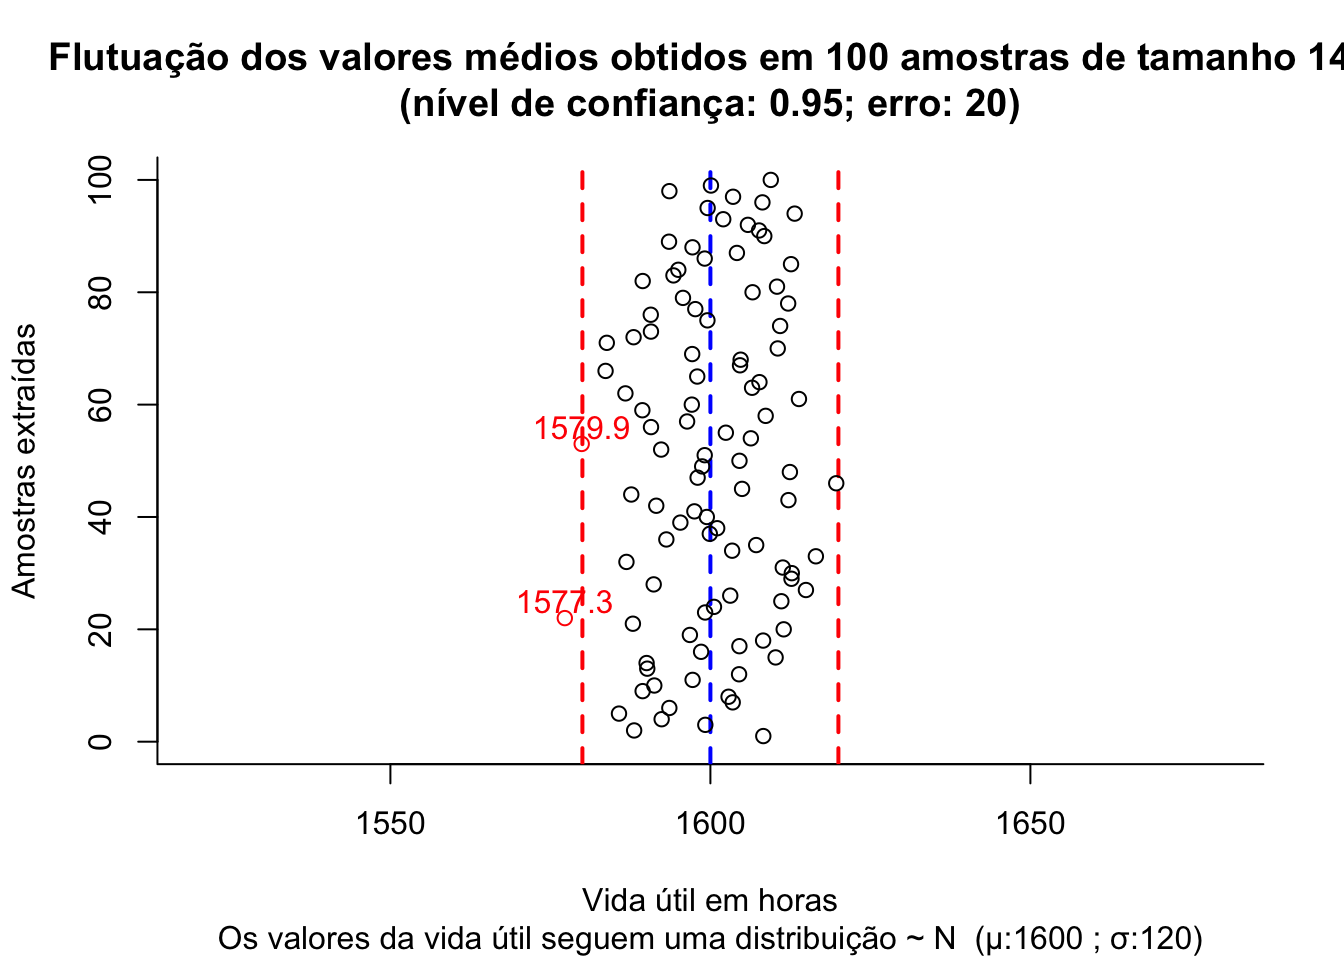 Flutuação dos valores médios obtidos em 100 amostras de tamanho 14
(nível de confiança: 0.95; erro: 20)
Amostras extraídas
100
80
60
40
20
0
1579.9
1577.3
1550
1600
1650
Vida útil em horas
Os valores da vida útil seguem uma distribuição ~ N (μ:1600 ; σ:120)